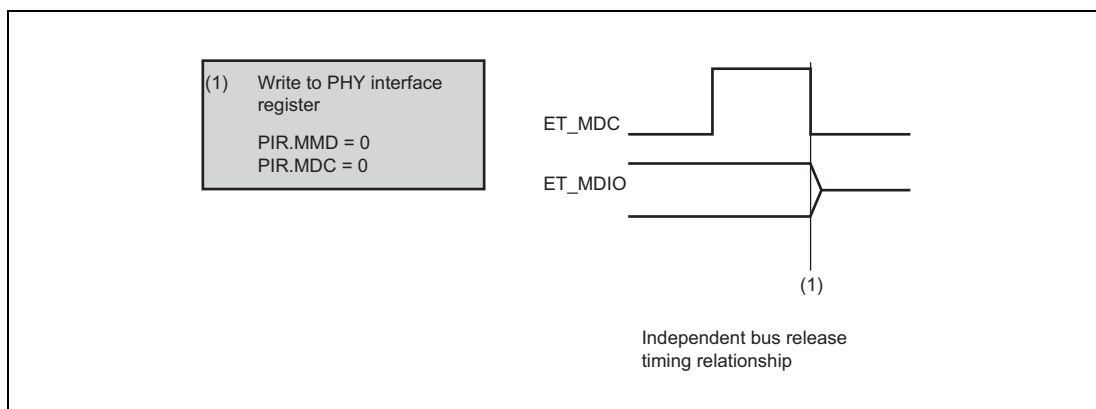 (1) Write to PHY interface
register
PIR.MMD = 0
PIR.MDC = 0
ET_MDC
ET_MDIO
(1)
Independent bus release
timing relationship